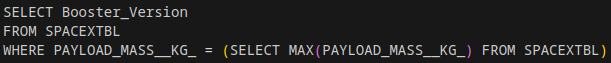 SELECT Booster_Version
FROM SPACEXTBL
WHERE PAYLOAD_MASS__KG_ = (SELECT MAX(PAYLOAD_MASS__KG_) FROM SPACEXTBL)